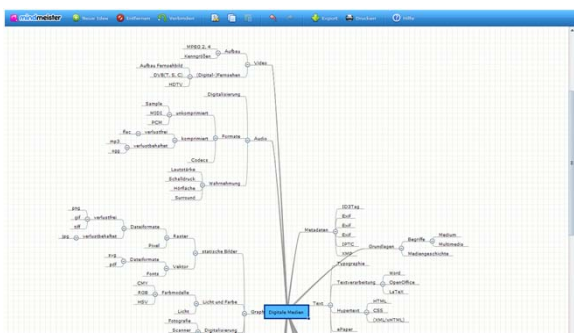 mindmeister Neue Idee Entfernen Verbinden Export Drucken Hilfe
MPEG 2, 4
Kenngrößen
Aufbau
Aufbau Fernsehbild
DVB(T, S, C)
HDTV
(Digital-)Fernsehen
Video
Digitalisierung
Sample
MIDI
PCM
unkomprimiert
flac
verlustfrei
mp3
ogg
verlustbehaftet
komprimiert
Formate
Codecs
Audio
Lautstärke
Schalldruck
Hörfläche
Surround
Wahrnehmung
png
gif
tiff
verlustfrei
jpg
verlustbehaftet
Dateiformate
Pixel
Raster
svg
pdf
Dateiformate
Fonts
Vektor
statische Bilder
CMY
RGB
HSV
Farbmodelle
Licht
Licht und Farbe
Fotografie
Scanner
Digitalisierung
Digitale Medien
Metadaten
ID3Tag
Exif
Exif
Exif
IPTC
XMP
Grundlagen
Begriffe
Medium
Multimedia
Mediengeschichte
Typographie
Text
Textverarbeitung
Word
OpenOffice
LaTeX
Hypertext
HTML
CSS
(XML/XHTML)
ePaper